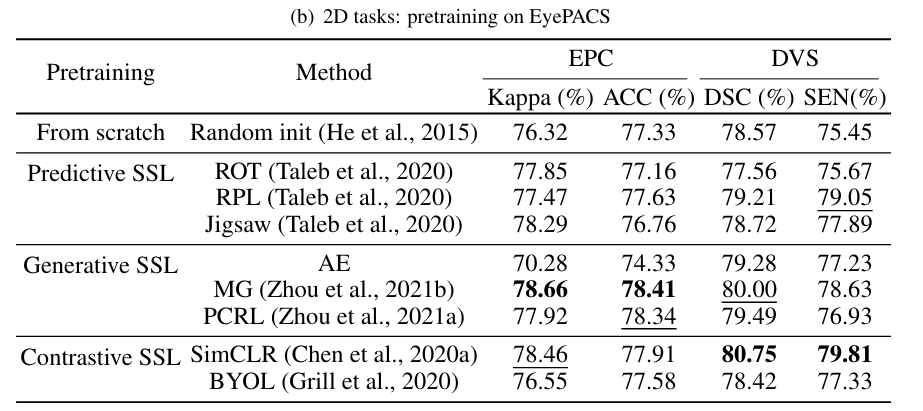 (b) 2D tasks: pretraining on EyePACS
Pretraining Method EPC DVS
Kappa (%) ACC (%) DSC (%) SEN(%)
From scratch Random init (He et al., 2015) 76.32 77.33 78.57 75.45
Predictive SSL ROT (Taleb et al., 2020) 77.85 77.16 77.56 75.67
RPL (Taleb et al., 2020) 77.47 77.63 79.21 79.05
Jigsaw (Taleb et al., 2020) 78.29 76.76 78.72 77.89
Generative SSL AE 70.28 74.33 79.28 77.23
MG (Zhou et al., 2021b) 78.66 78.41 80.00 78.63
PCRL (Zhou et al., 2021a) 77.92 78.34 79.49 76.93
Contrastive SSL SimCLR (Chen et al., 2020a) 78.46 77.91 80.75 79.81
BYOL (Grill et al., 2020) 76.55 77.58 78.42 77.33